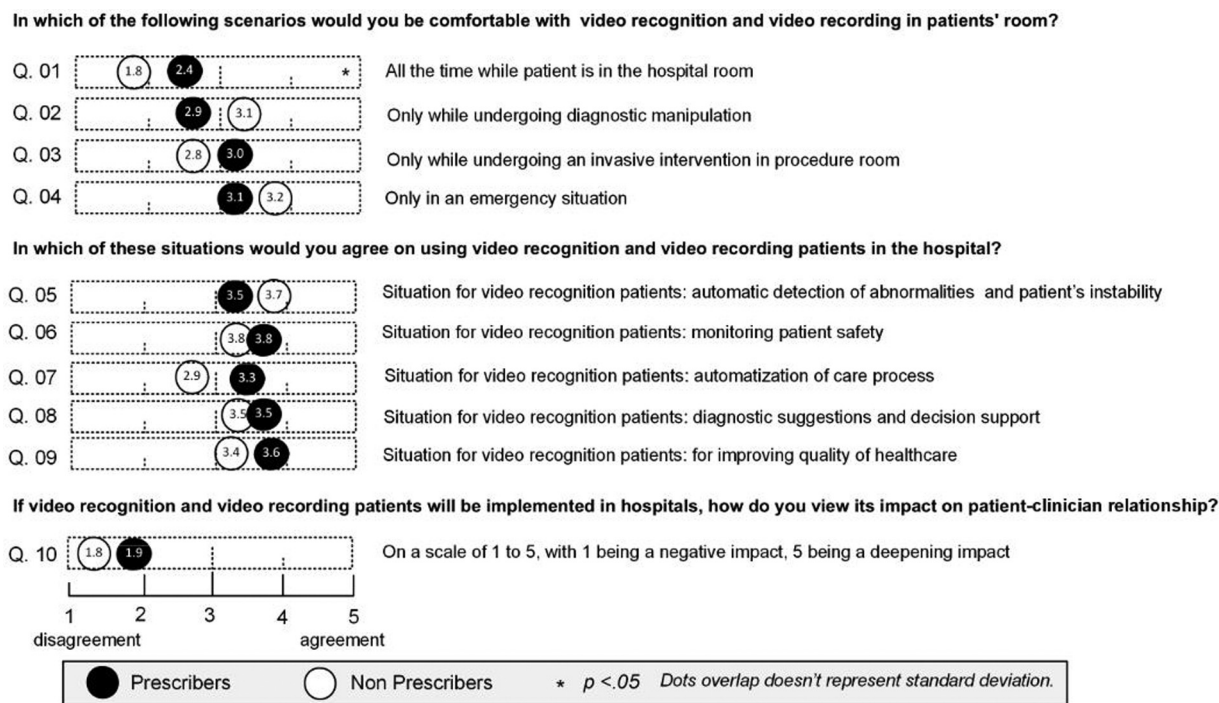 In which of the following scenarios would you be comfortable with video recognition and video recording in patients' room?
Q. 01 1.8 2.4 * All the time while patient is in the hospital room
Q. 02 2.9 3.1 Only while undergoing diagnostic manipulation
Q. 03 2.8 3.0 Only while undergoing an invasive intervention in procedure room
Q. 04 3.1 3.2 Only in an emergency situation
In which of these situations would you agree on using video recognition and video recording patients in the hospital?
Q. 05 3.5 3.7 Situation for video recognition patients: automatic detection of abnormalities and patient's instability
Q. 06 3.8 3.8 Situation for video recognition patients: monitoring patient safety
Q. 07 2.9 3.3 Situation for video recognition patients: automatization of care process
Q. 08 3.5 3.5 Situation for video recognition patients: diagnostic suggestions and decision support
Q. 09 3.4 3.6 Situation for video recognition patients: for improving quality of healthcare
If video recognition and video recording patients will be implemented in hospitals, how do you view its impact on patient-clinician relationship?
Q. 10 1.8 1.9 On a scale of 1 to 5, with 1 being a negative impact, 5 being a deepening impact
1 2 3 4 5
disagreement agreement
Prescribers Non Prescribers * p <.05 Dots overlap doesn't represent standard deviation.